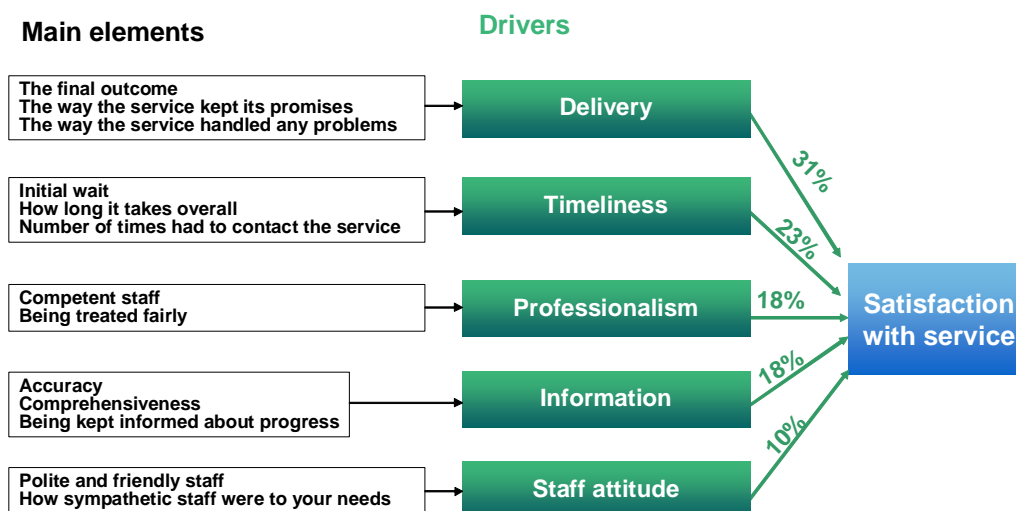 Main elements
Drivers
The final outcome
The way the service kept its promises
The way the service handled any problems
Delivery
31%
Initial wait
How long it takes overall
Number of times had to contact the service
Timeliness
23%
Competent staff
Being treated fairly
Professionalism
18%
Satisfaction
with service
Accuracy
Comprehensiveness
Being kept informed about progress
Information
18%
Polite and friendly staff
How sympathetic staff were to your needs
Staff attitude
10%